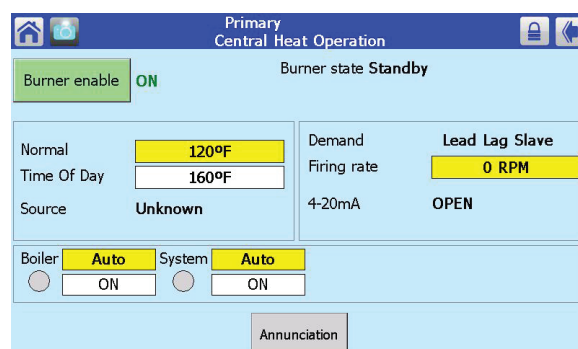 Primary
Central Heat Operation
Burner enable ON
Burner state Standby
Normal 120ºF
Time Of Day 160ºF
Source Unknown
Demand Lead Lag Slave
Firing rate 0 RPM
4-20mA OPEN
Boiler Auto System Auto
ON ON
Annunciation